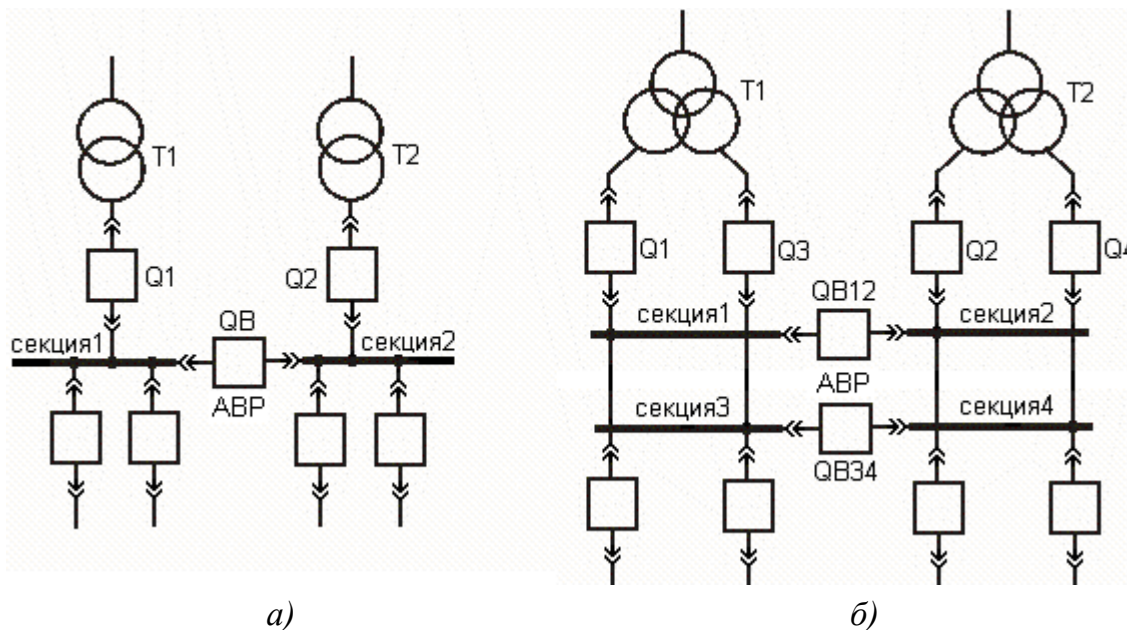 T1
T2
Q1
Q2
QB
секция1
секция2
АВР
а)
T1
T2
Q1
Q3
Q2
Q4
QB12
секция1
секция2
АВР
секция3
секция4
QB34
б)